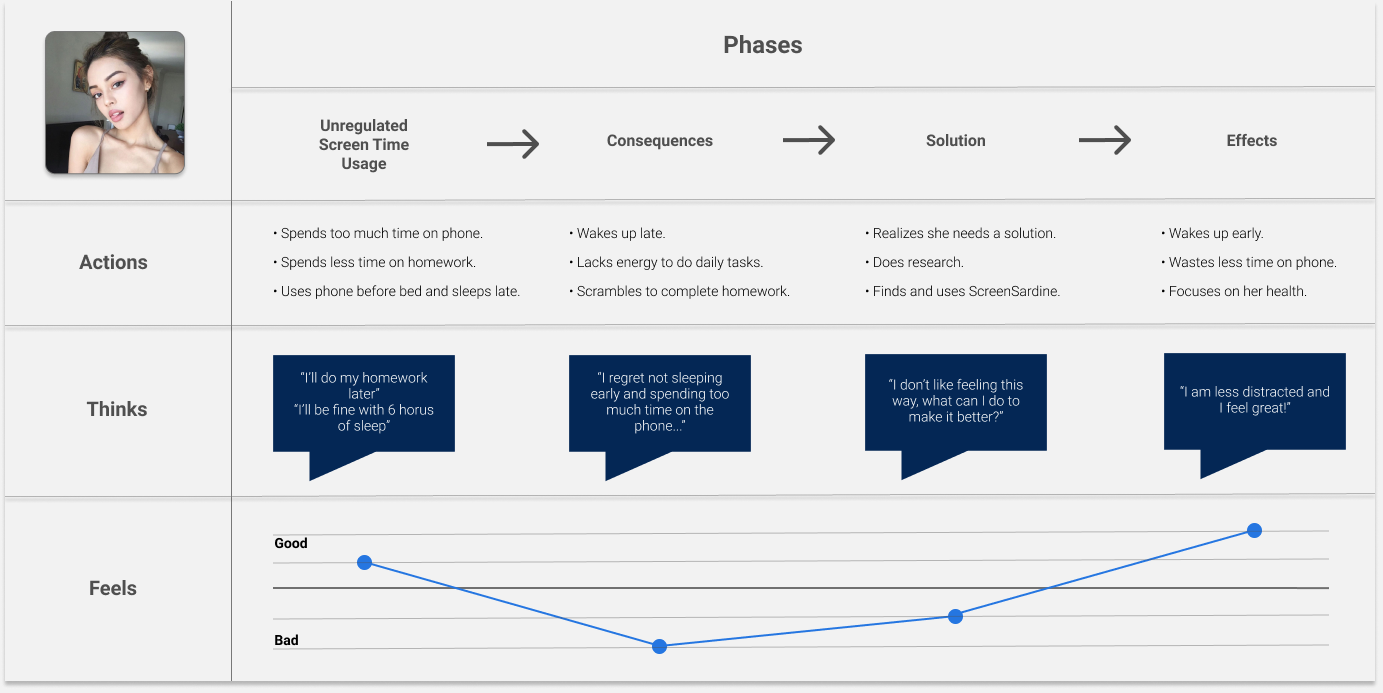 Phases
Unregulated
Screen Time
Usage
Consequences
Solution
Effects
Actions
• Spends too much time on phone.
• Spends less time on homework.
• Uses phone before bed and sleeps late.
• Wakes up late.
• Lacks energy to do daily tasks.
• Scrambles to complete homework.
• Realizes she needs a solution.
• Does research.
• Finds and uses ScreenSardine.
• Wakes up early.
• Wastes less time on phone.
• Focuses on her health.
Thinks
“I’ll do my homework
later”
“I’ll be fine with 6 horus
of sleep”
“I regret not sleeping
early and spending too
much time on the
phone...”
“I don’t like feeling this
way, what can I do to
make it better?”
“I am less distracted and
I feel great!”
Feels
Good
Bad